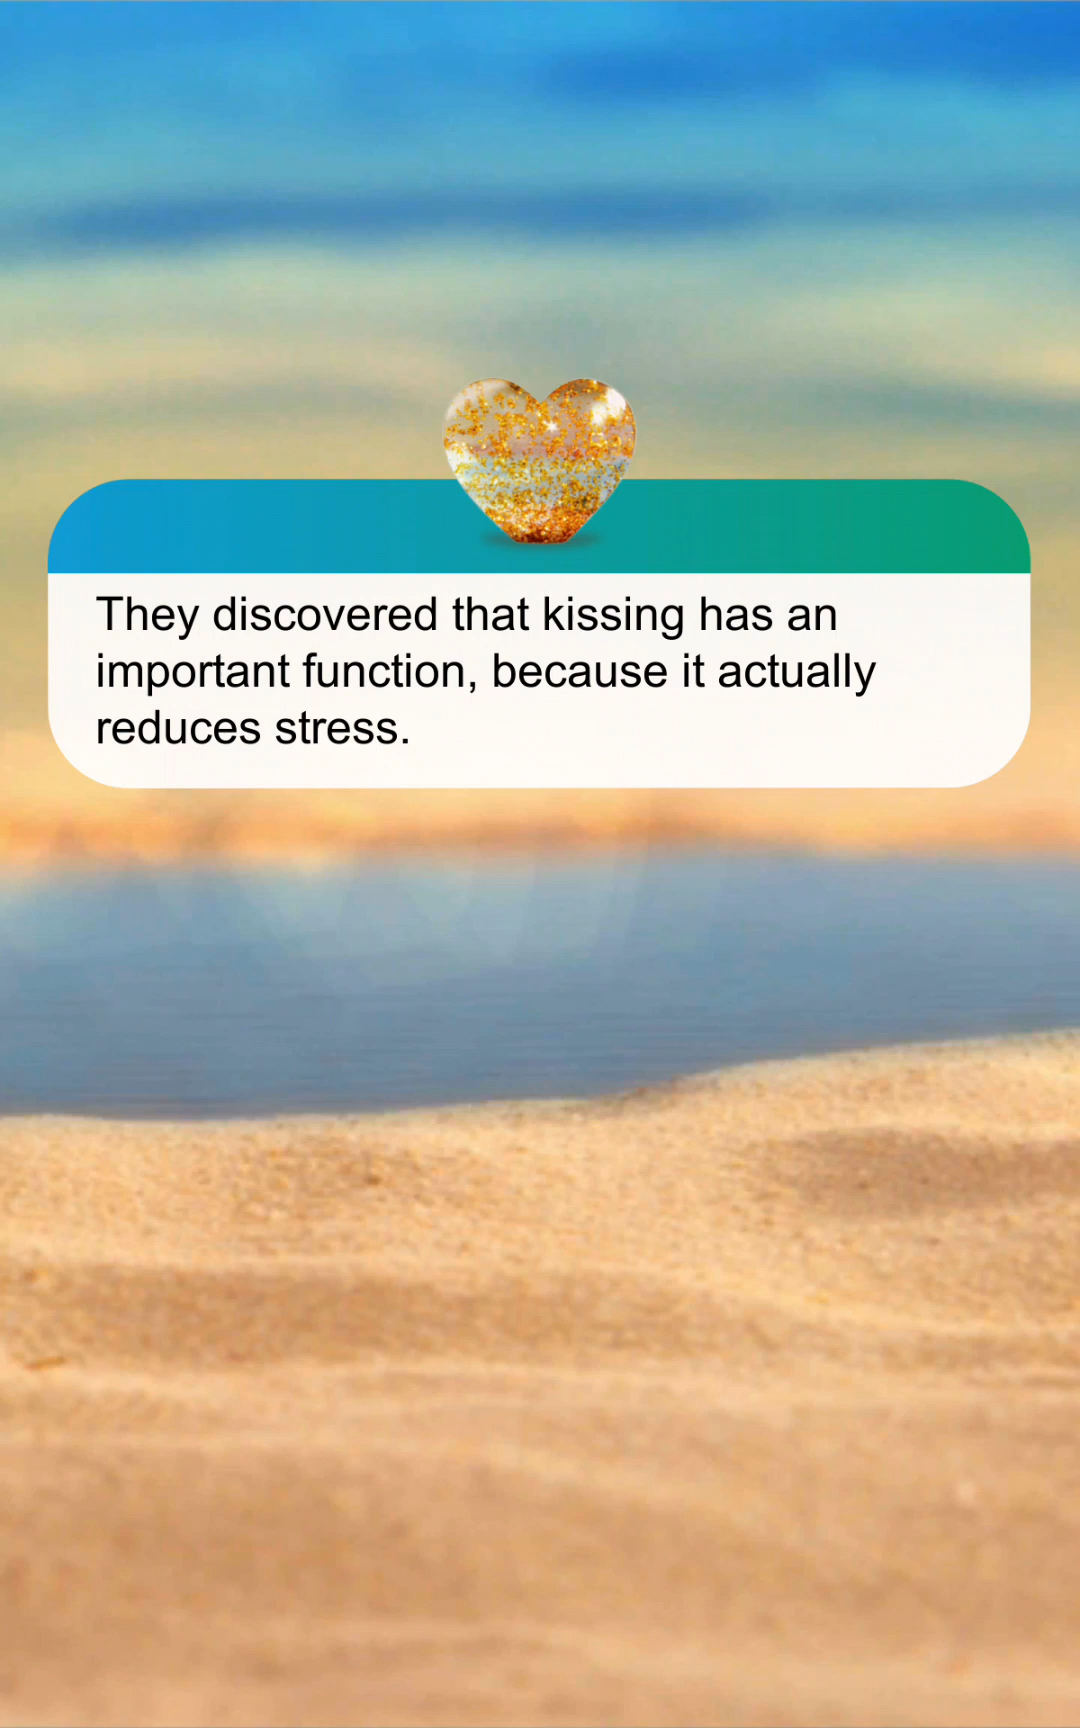 They discovered that kissing has an
important function, because it actually
reduces stress.